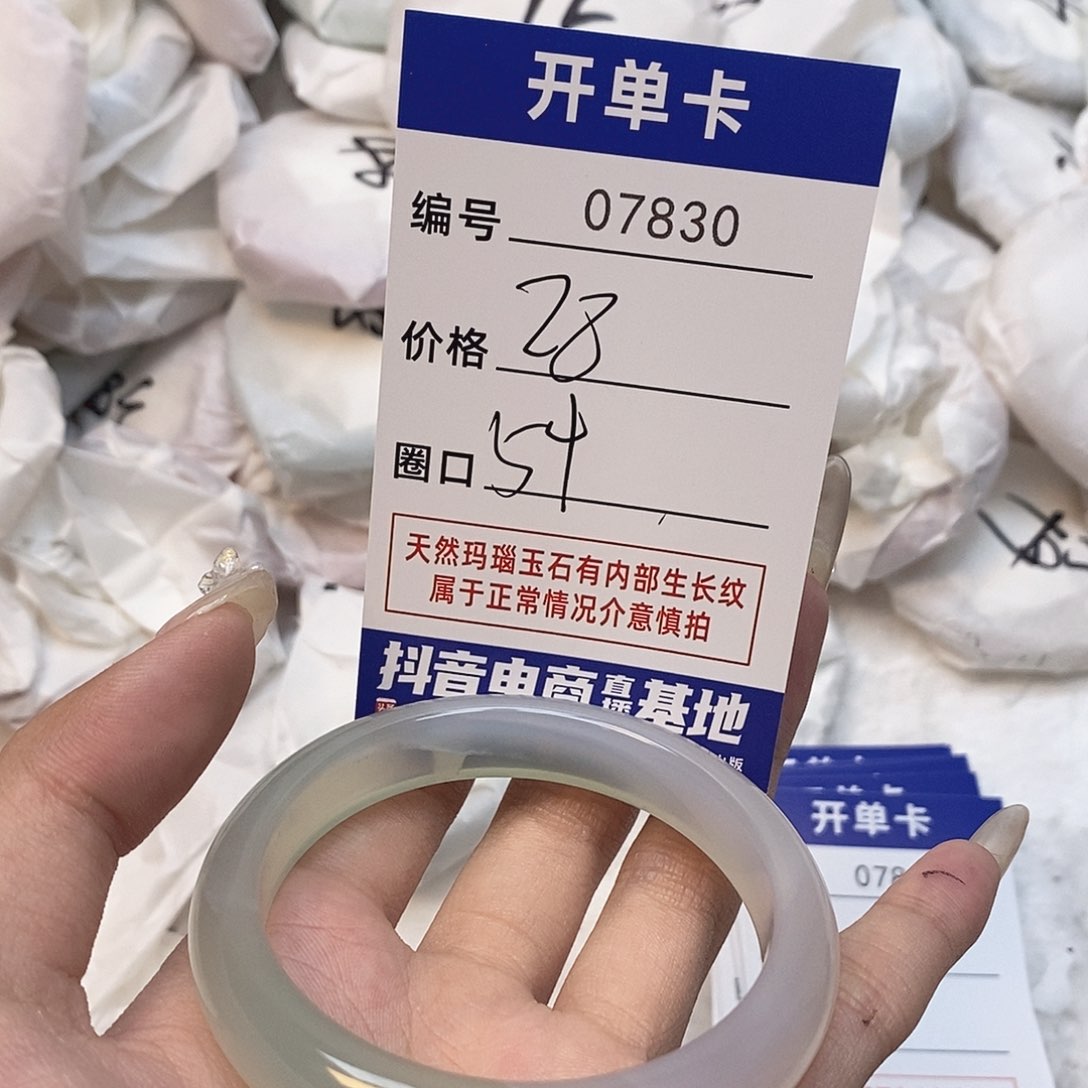 开单卡
编号 07830
价格 28
圈口 54
天然玛瑙玉石有内部生长纹
属于正常情况介意慎拍
抖音电商直播基地
开单卡
078